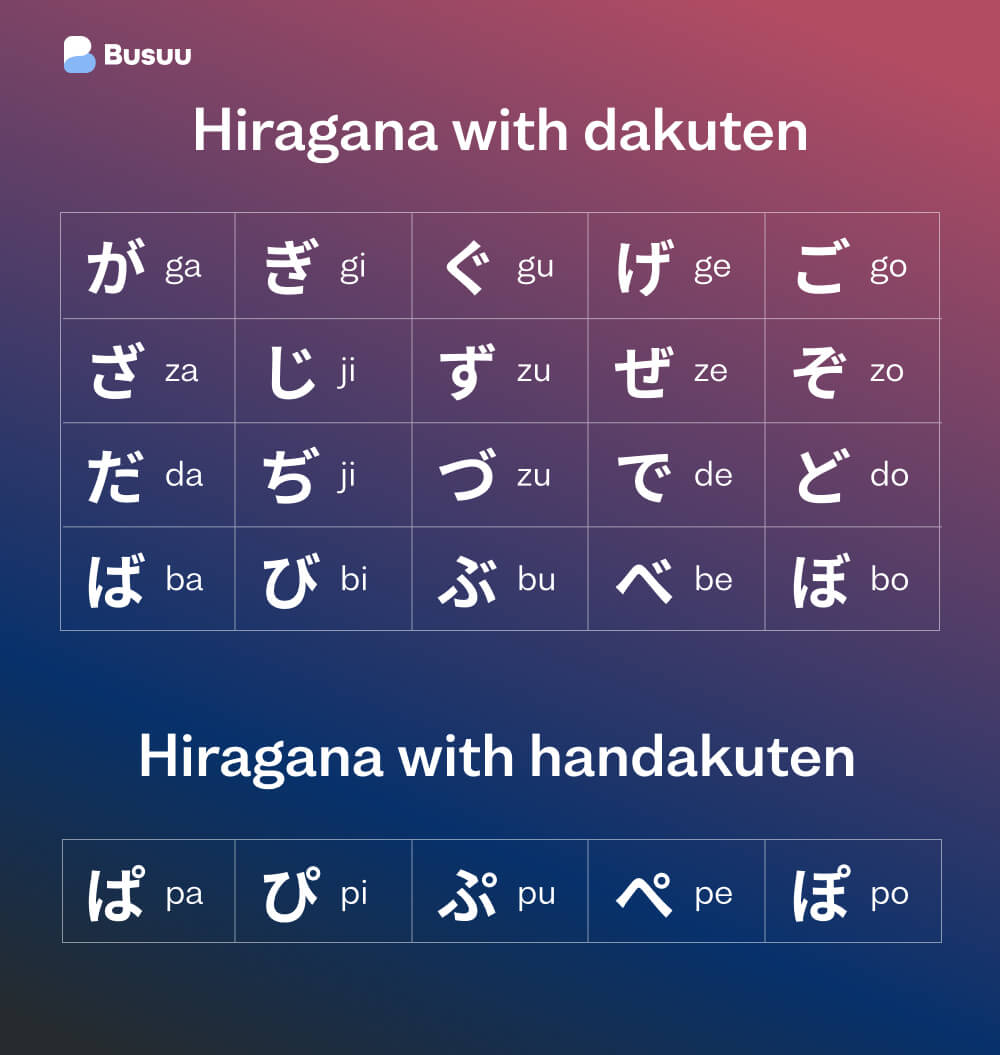 Busuu
Hiragana with dakuten
が ga ぎ gi ぐ gu げ ge ご go
ざ za じ ji ず zu ぜ ze ぞ zo
だ da ぢ ji づ zu で de ど do
ば ba び bi ぶ bu べ be ぼ bo
Hiragana with handakuten
ぱ pa ぴ pi ぷ pu ぺ pe ぽ po